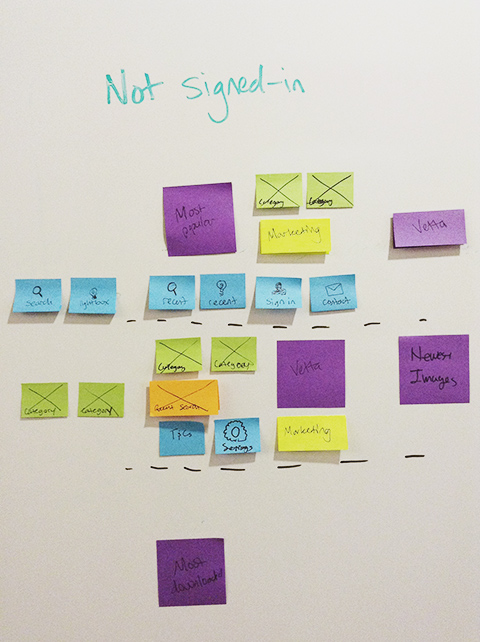 Not signed-in
Most
popular
Category
Category
Marketing
Vetta
search
lightbox
recent
recent
Sign in
contact
Category
Category
Vetta
Newest
Images
Category
Category
Recent search
T&Cs
Settings
Marketing
Most
downloaded